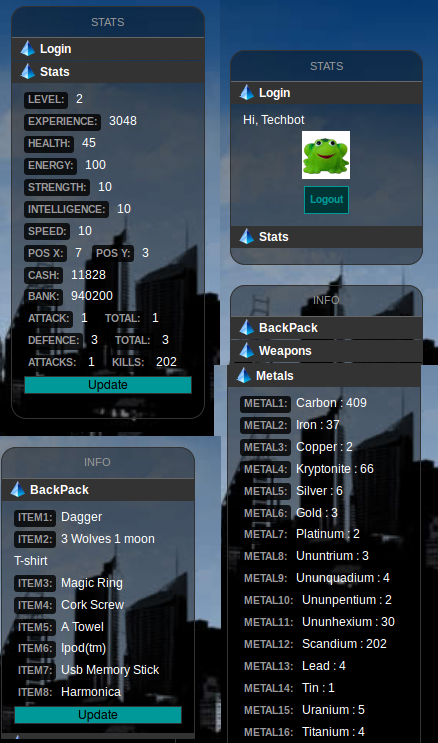 STATS
Login
Stats
LEVEL: 2
EXPERIENCE: 3048
HEALTH: 45
ENERGY: 100
STRENGTH: 10
INTELLIGENCE: 10
SPEED: 10
POS X: 7 POS Y: 3
CASH: 11828
BANK: 940200
ATTACK: 1 TOTAL: 1
DEFENCE: 3 TOTAL: 3
ATTACKS: 1 KILLS: 202
Update
INFO
BackPack
ITEM1: Dagger
ITEM2: 3 Wolves 1 moon
T-shirt
ITEM3: Magic Ring
ITEM4: Cork Screw
ITEM5: A Towel
ITEM6: Ipod(tm)
ITEM7: Usb Memory Stick
ITEM8: Harmonica
Update
STATS
Login
Hi, Techbot
Logout
Stats
INFO
BackPack
Weapons
Metals
METAL1: Carbon : 409
METAL2: Iron : 37
METAL3: Copper : 2
METAL4: Kryptonite : 66
METAL5: Silver : 6
METAL6: Gold : 3
METAL7: Platinum : 2
METAL8: Ununtrium : 3
METAL9: Ununquadium : 4
METAL10: Ununpentium : 2
METAL11: Ununhexium : 30
METAL12: Scandium : 202
METAL13: Lead : 4
METAL14: Tin : 1
METAL15: Uranium : 5
METAL16: Titanium : 4